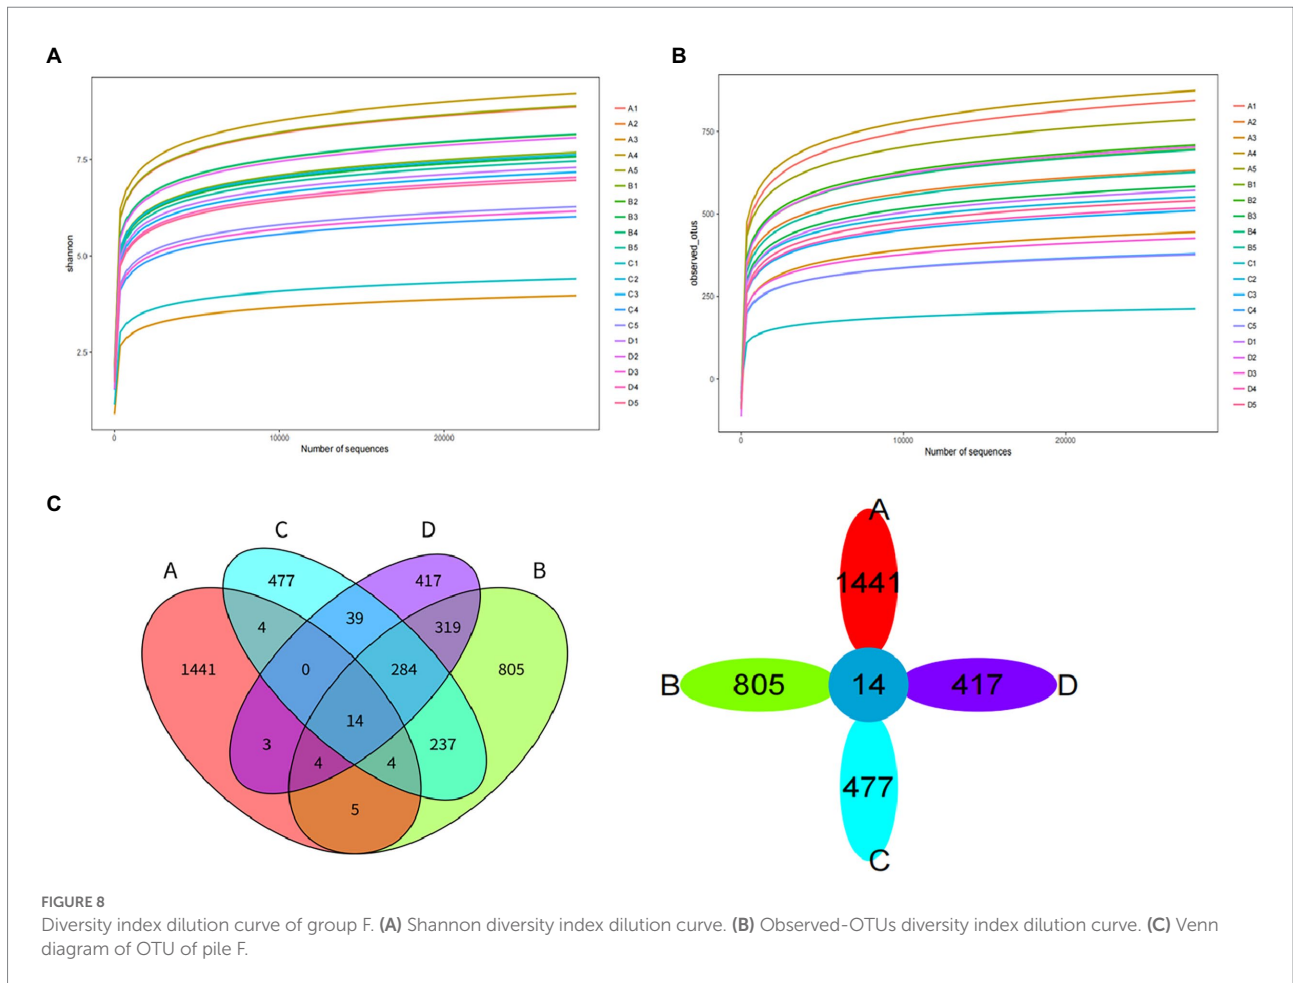 A
shannon
7.5
5.0
2.5
0
10000
20000
Number of sequences
A1
A2
A3
A4
A5
B1
B2
B3
B4
B5
C1
C2
C3
C4
C5
D1
D2
D3
D4
D5
B
observed_otus
750
500
250
0
0
10000
20000
Number of sequences
A1
A2
A3
A4
A5
B1
B2
B3
B4
B5
C1
C2
C3
C4
C5
D1
D2
D3
D4
D5
C
A
C
D
B
477
417
4
39
319
1441
0
284
805
14
3
4
4
237
5
A
1441
B
805
14
417
D
477
C
FIGURE 8
Diversity index dilution curve of group F. (A) Shannon diversity index dilution curve. (B) Observed-OTUs diversity index dilution curve. (C) Venn
diagram of OTU of pile F.